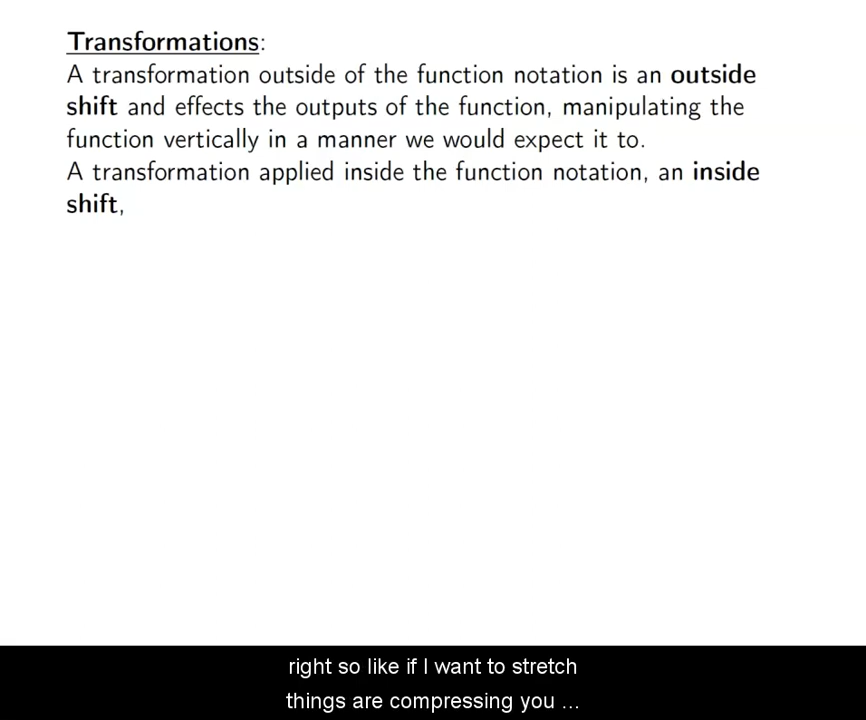 Transformations:
A transformation outside of the function notation is an outside
shift and effects the outputs of the function, manipulating the
function vertically in a manner we would expect it to.
A transformation applied inside the function notation, an inside
shift,
right so like if I want to stretch
things are compressing you ...